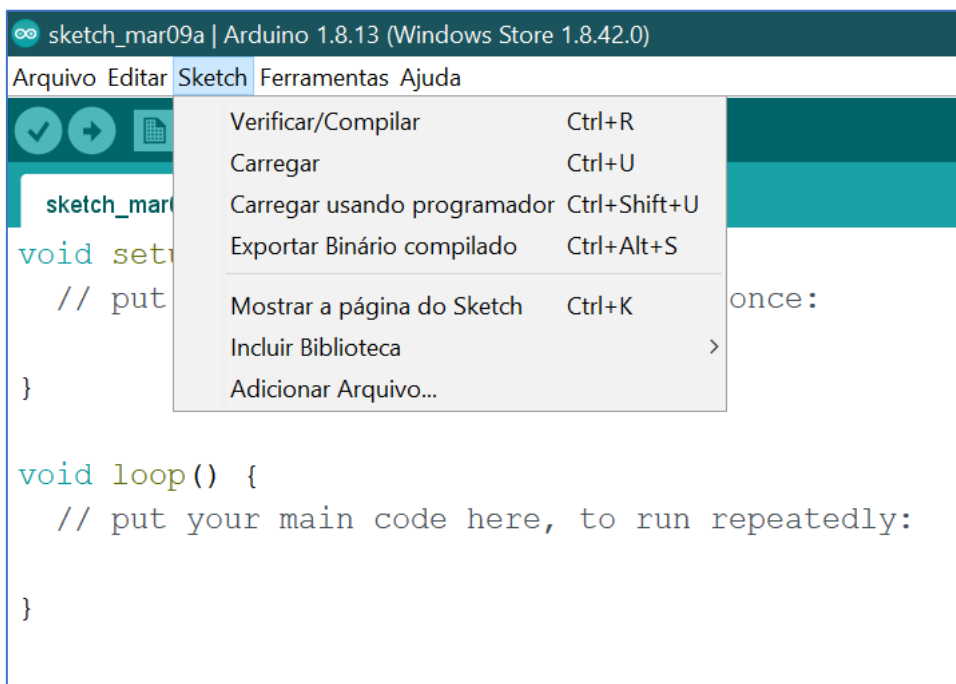 sketch_mar09a | Arduino 1.8.13 (Windows Store 1.8.42.0)
Arquivo Editar Sketch Ferramentas Ajuda
Verificar/Compilar Ctrl+R
Carregar Ctrl+U
Carregar usando programador Ctrl+Shift+U
Exportar Binário compilado Ctrl+Alt+S
Mostrar a página do Sketch Ctrl+K
Incluir Biblioteca
Adicionar Arquivo...
sketch_mar
void setu
// put once:
}
void loop() {
// put your main code here, to run repeatedly:
}